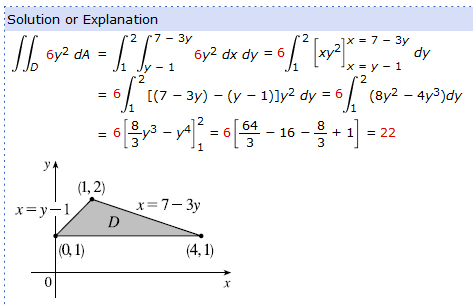 Solution or Explanation
∬_D 6y² dA = ∫_1^2 ∫_{y − 1}^{7 − 3y} 6y² dx dy = 6 ∫_1^2 [xy²]_{x = y − 1}^{x = 7 − 3y} dy
= 6 ∫_1^2 [(7 − 3y) − (y − 1)]y² dy = 6 ∫_1^2 (8y² − 4y³)dy
= 6[8/3 y³ − y⁴]_1^2 = 6[64/3 − 16 − 8/3 + 1] = 22
y
(1, 2)
x = y − 1
x = 7 − 3y
D
(0, 1)
(4, 1)
0
x